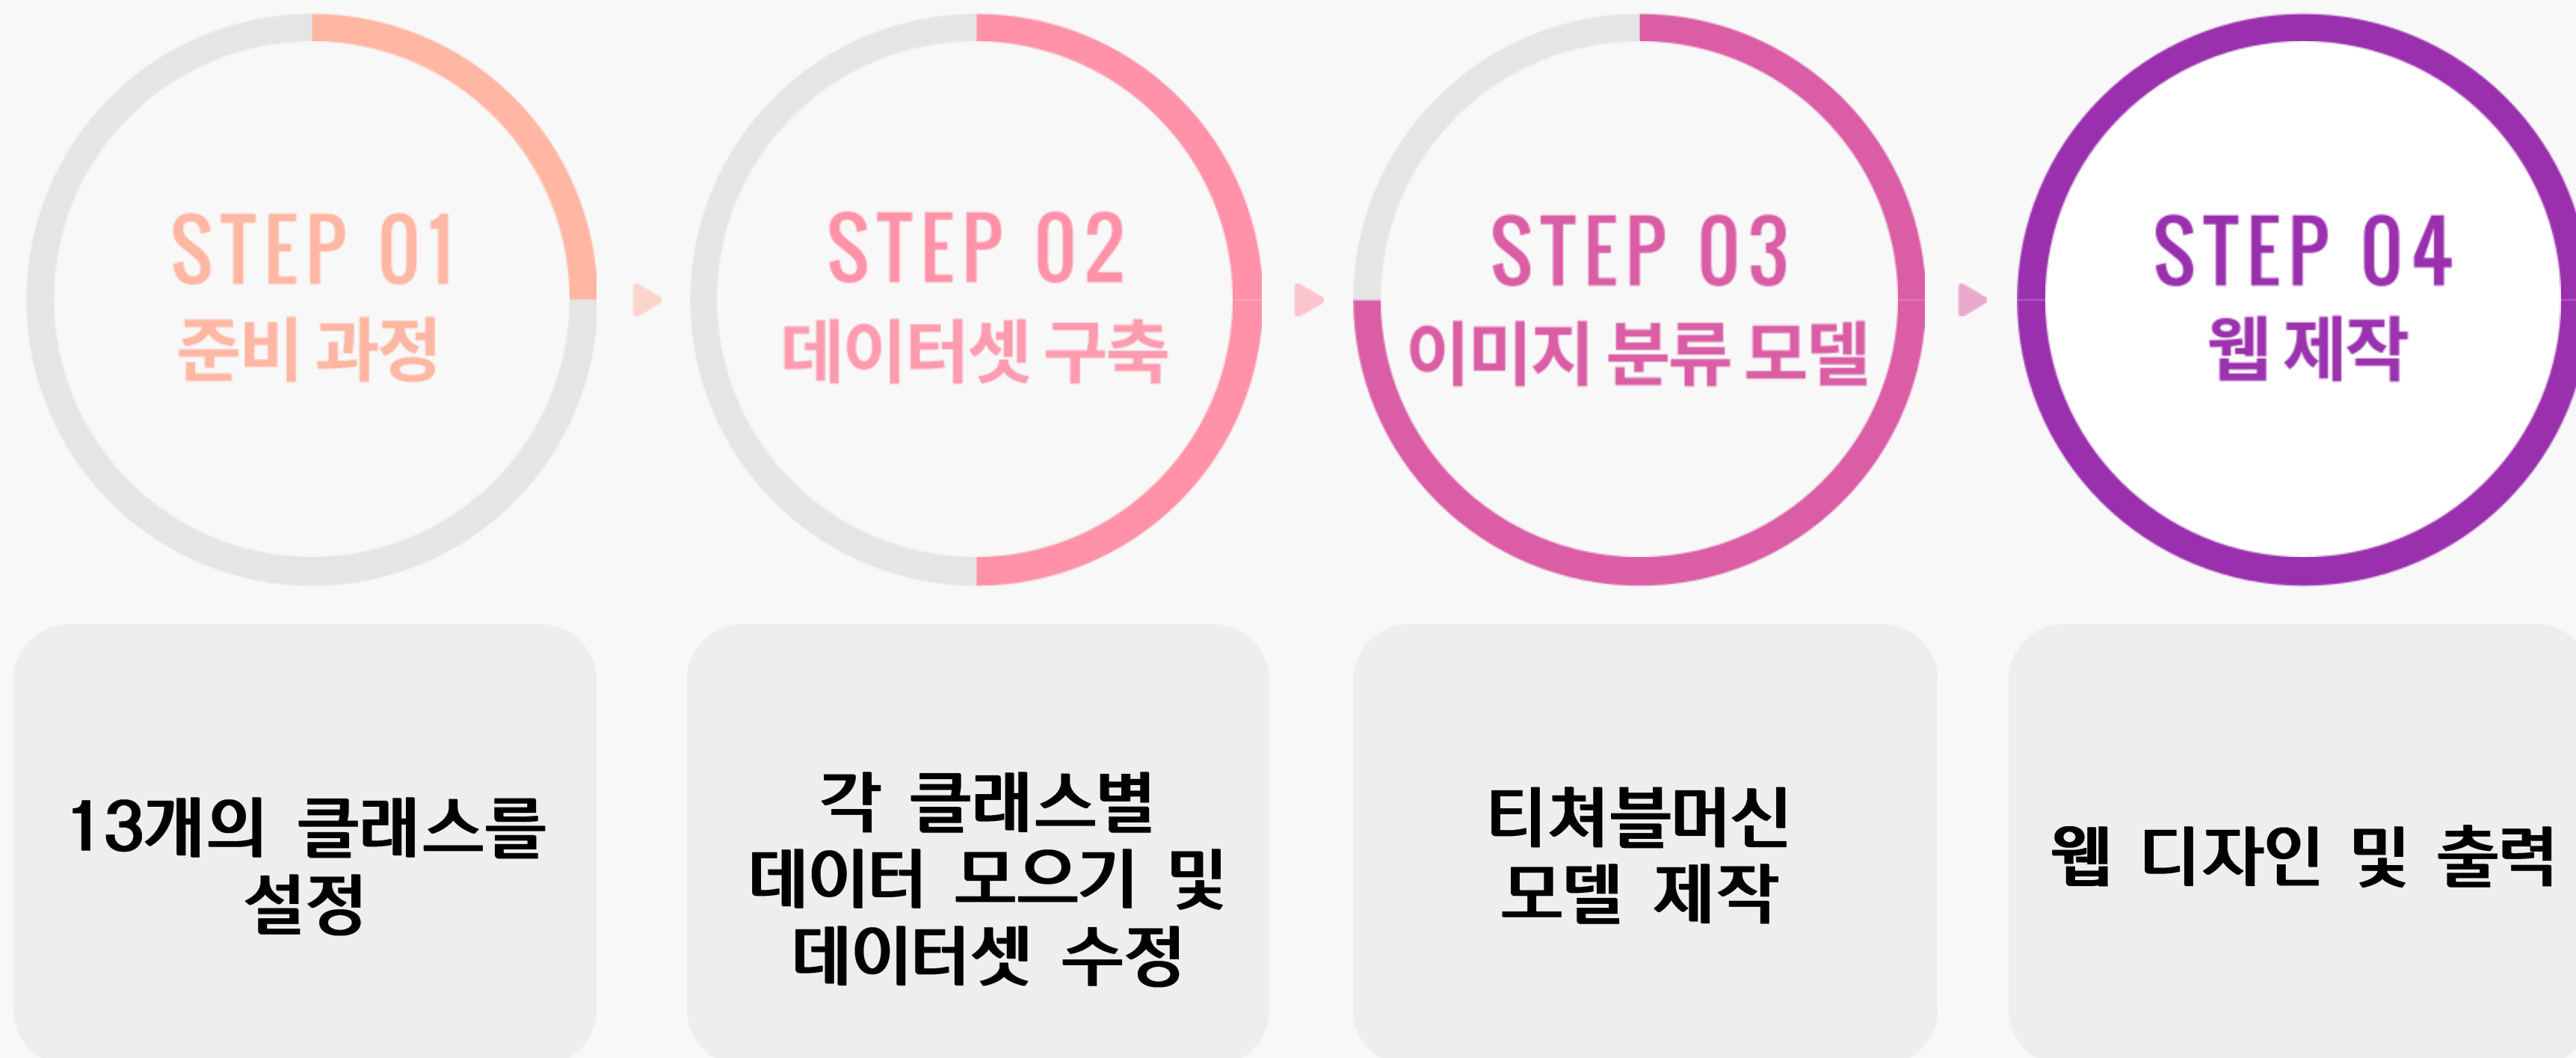 STEP 01
준비 과정
STEP 02
데이터셋 구축
STEP 03
이미지 분류 모델
STEP 04
웹 제작
13개의 클래스를
설정
각 클래스별
데이터 모으기 및
데이터셋 수정
티쳐블머신
모델 제작
웹 디자인 및 출력